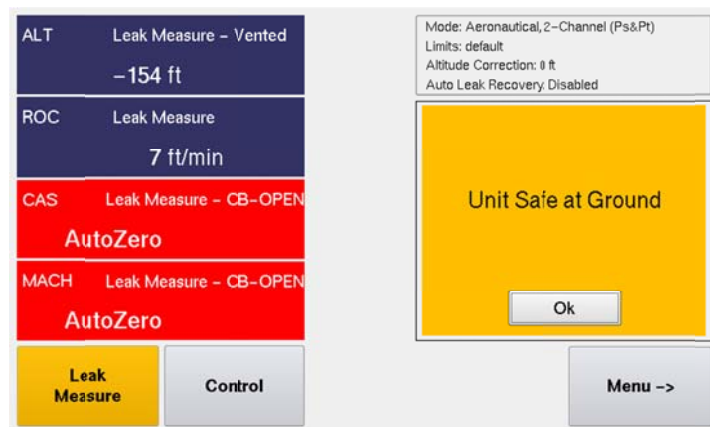 ALT Leak Measure - Vented
-154 ft
ROC Leak Measure
7 ft/min
CAS Leak Measure - CB-OPEN
AutoZero
MACH Leak Measure - CB-OPEN
AutoZero
Leak
Measure
Control
Mode: Aeronautical, 2-Channel (Ps&Pt)
Limits: default
Altitude Correction: 0 ft
Auto Leak Recovery: Disabled
Unit Safe at Ground
Ok
Menu ->